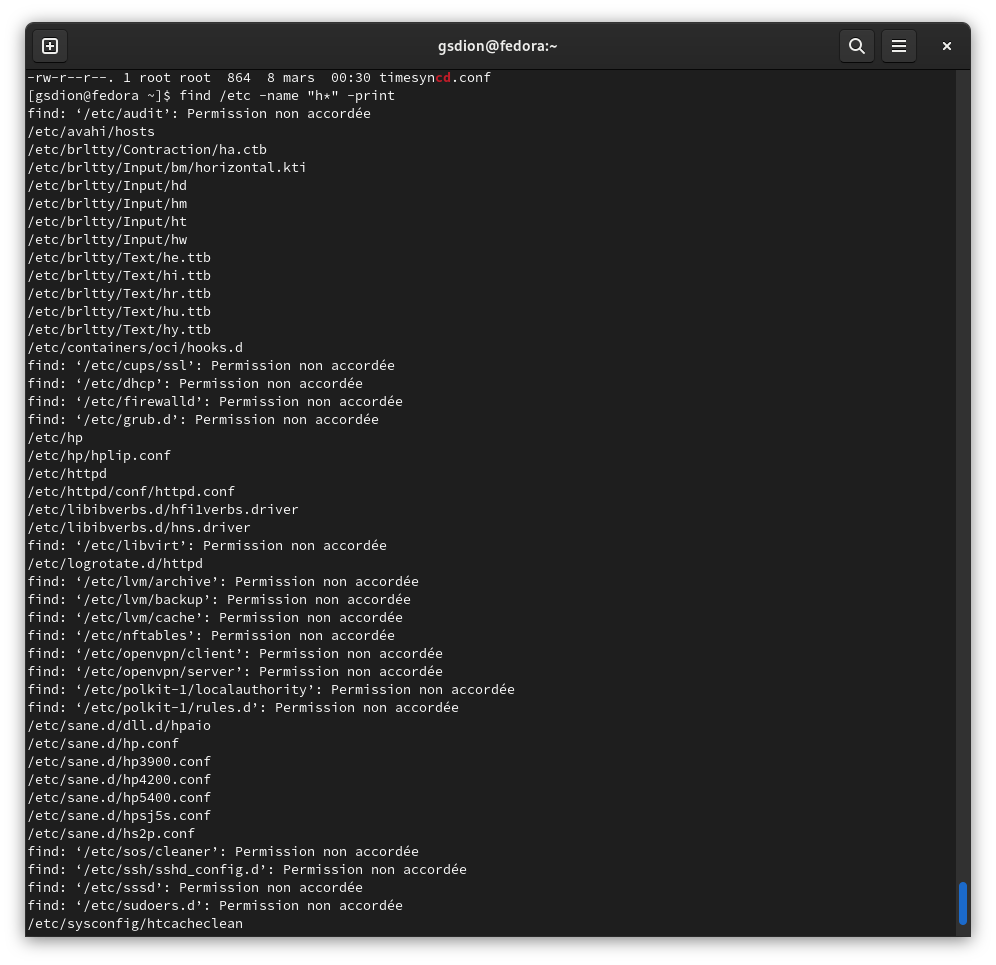 gsdion@fedora:~
-rw-r--r--. 1 root root  864  8 mars  00:30 timesyncd.conf
[gsdion@fedora ~]$ find /etc -name "h*" -print
find: ‘/etc/audit’: Permission non accordée
/etc/avahi/hosts
/etc/brltty/Contraction/ha.ctb
/etc/brltty/Input/bm/horizontal.kti
/etc/brltty/Input/hd
/etc/brltty/Input/hm
/etc/brltty/Input/ht
/etc/brltty/Input/hw
/etc/brltty/Text/he.ttb
/etc/brltty/Text/hi.ttb
/etc/brltty/Text/hr.ttb
/etc/brltty/Text/hu.ttb
/etc/brltty/Text/hy.ttb
/etc/containers/oci/hooks.d
find: ‘/etc/cups/ssl’: Permission non accordée
find: ‘/etc/dhcp’: Permission non accordée
find: ‘/etc/firewalld’: Permission non accordée
find: ‘/etc/grub.d’: Permission non accordée
/etc/hp
/etc/hp/hplip.conf
/etc/httpd
/etc/httpd/conf/httpd.conf
/etc/libibverbs.d/hfi1verbs.driver
/etc/libibverbs.d/hns.driver
find: ‘/etc/libvirt’: Permission non accordée
/etc/logrotate.d/httpd
find: ‘/etc/lvm/archive’: Permission non accordée
find: ‘/etc/lvm/backup’: Permission non accordée
find: ‘/etc/lvm/cache’: Permission non accordée
find: ‘/etc/nftables’: Permission non accordée
find: ‘/etc/openvpn/client’: Permission non accordée
find: ‘/etc/openvpn/server’: Permission non accordée
find: ‘/etc/polkit-1/localauthority’: Permission non accordée
find: ‘/etc/polkit-1/rules.d’: Permission non accordée
/etc/sane.d/dll.d/hpaio
/etc/sane.d/hp.conf
/etc/sane.d/hp3900.conf
/etc/sane.d/hp4200.conf
/etc/sane.d/hp5400.conf
/etc/sane.d/hpsj5s.conf
/etc/sane.d/hs2p.conf
find: ‘/etc/sos/cleaner’: Permission non accordée
find: ‘/etc/ssh/sshd_config.d’: Permission non accordée
find: ‘/etc/sssd’: Permission non accordée
find: ‘/etc/sudoers.d’: Permission non accordée
/etc/sysconfig/htcacheclean